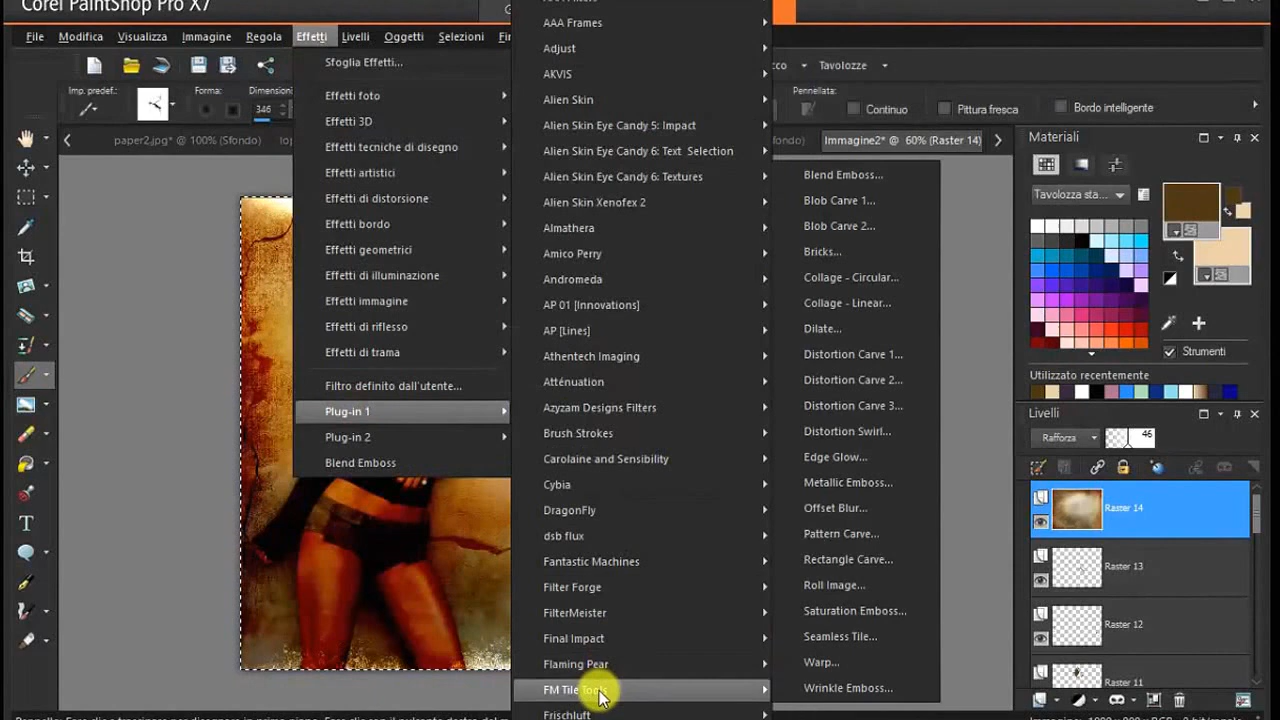 Corel PaintShop Pro X7
File Modifica Visualizza Immagine Regola Effetti Livelli Oggetti Selezioni
Tavolozze
Imp. predef.: Forma: Dimensioni
346
Pennellata:
Continuo
Pittura fresca
Bordo intelligente
paper2.jpg* @ 100% (Sfondo)
Immagine2* @ 60% (Raster 14)
Sfoglia Effetti...
Effetti foto
Effetti 3D
Effetti tecniche di disegno
Effetti artistici
Effetti di distorsione
Effetti bordo
Effetti geometrici
Effetti di illuminazione
Effetti immagine
Effetti di riflesso
Effetti di trama
Filtro definito dall'utente...
Plug-in 1
Plug-in 2
Blend Emboss
AAA Frames
Adjust
AKVIS
Alien Skin
Alien Skin Eye Candy 5: Impact
Alien Skin Eye Candy 6: Text Selection
Alien Skin Eye Candy 6: Textures
Alien Skin Xenofex 2
Almathera
Amico Perry
Andromeda
AP 01 [Innovations]
AP [Lines]
Athentech Imaging
Atténuation
Azyzam Designs Filters
Brush Strokes
Carolaine and Sensibility
Cybia
DragonFly
dsb flux
Fantastic Machines
Filter Forge
FilterMeister
Final Impact
Flaming Pear
FM Tile Tools
Frischluft
Blend Emboss...
Blob Carve 1...
Blob Carve 2...
Bricks...
Collage - Circular...
Collage - Linear...
Dilate...
Distortion Carve 1...
Distortion Carve 2...
Distortion Carve 3...
Distortion Swirl...
Edge Glow...
Metallic Emboss...
Offset Blur...
Pattern Carve...
Rectangle Carve...
Roll Image...
Saturation Emboss...
Seamless Tile...
Warp...
Wrinkle Emboss...
Materiali
Tavolozza sta...
Strumenti
Utilizzato recentemente
Livelli
Rafforza
46
Raster 14
Raster 13
Raster 12
Raster 11